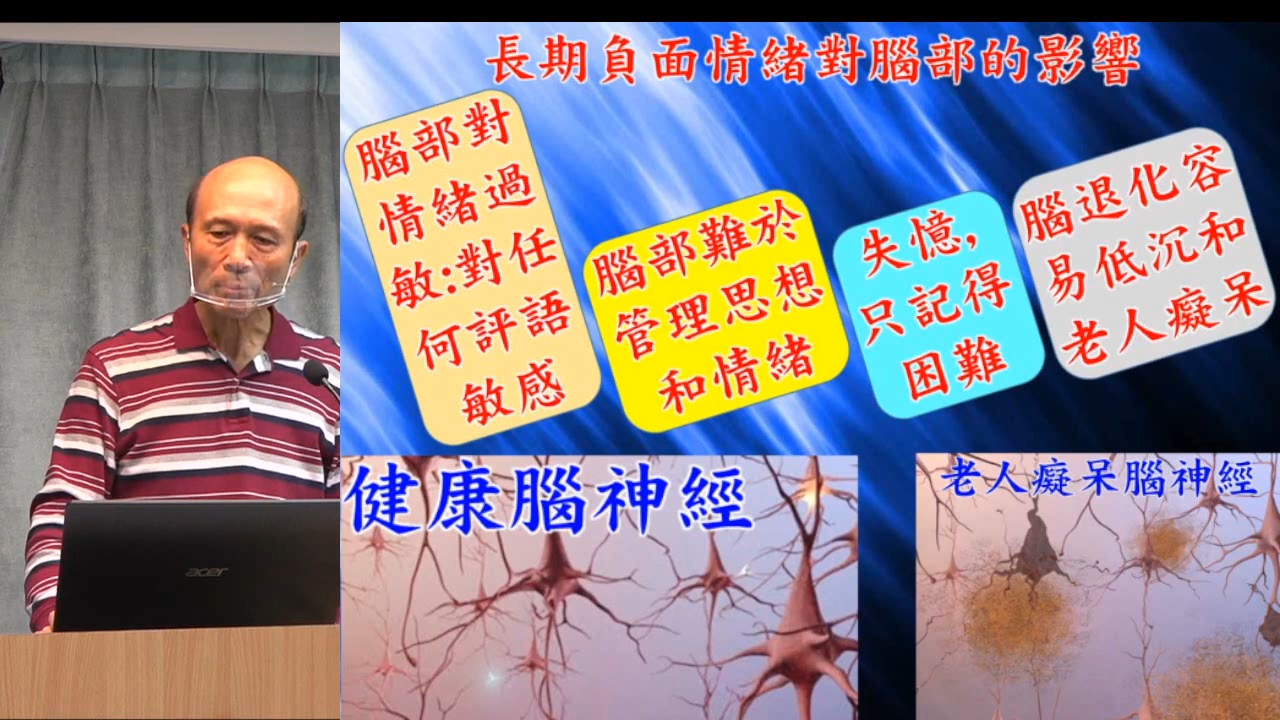 長期負面情緒對腦部的影響
腦部對
情緒過
敏:對任
何評語
敏感
腦部難於
管理思想
和情緒
失憶,
只記得
困難
腦退化容
易低沉和
老人癡呆
健康腦神經
老人癡呆腦神經
acer